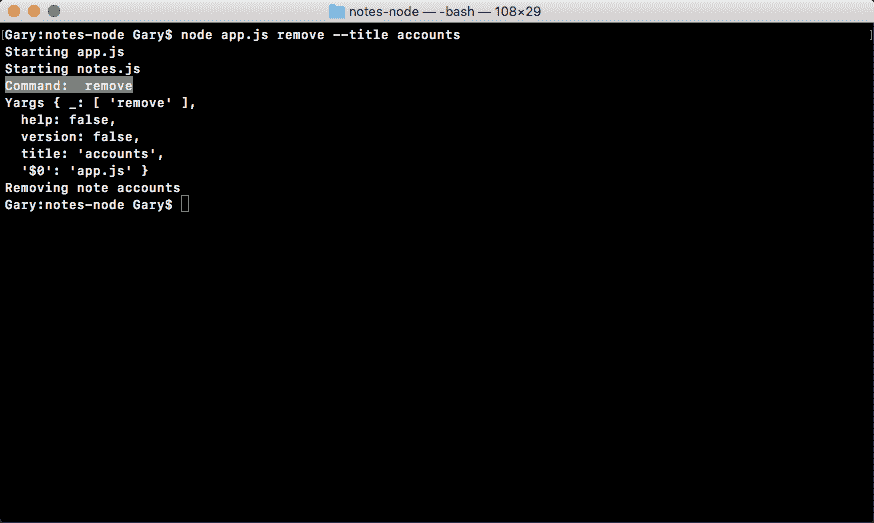 notes-node — -bash — 108×29
[Gary:notes-node Gary$ node app.js remove --title accounts ]
Starting app.js
Starting notes.js
Command:  remove
Yargs { _: [ 'remove' ],
  help: false,
  version: false,
  title: 'accounts',
  '$0': 'app.js' }
Removing note accounts
Gary:notes-node Gary$